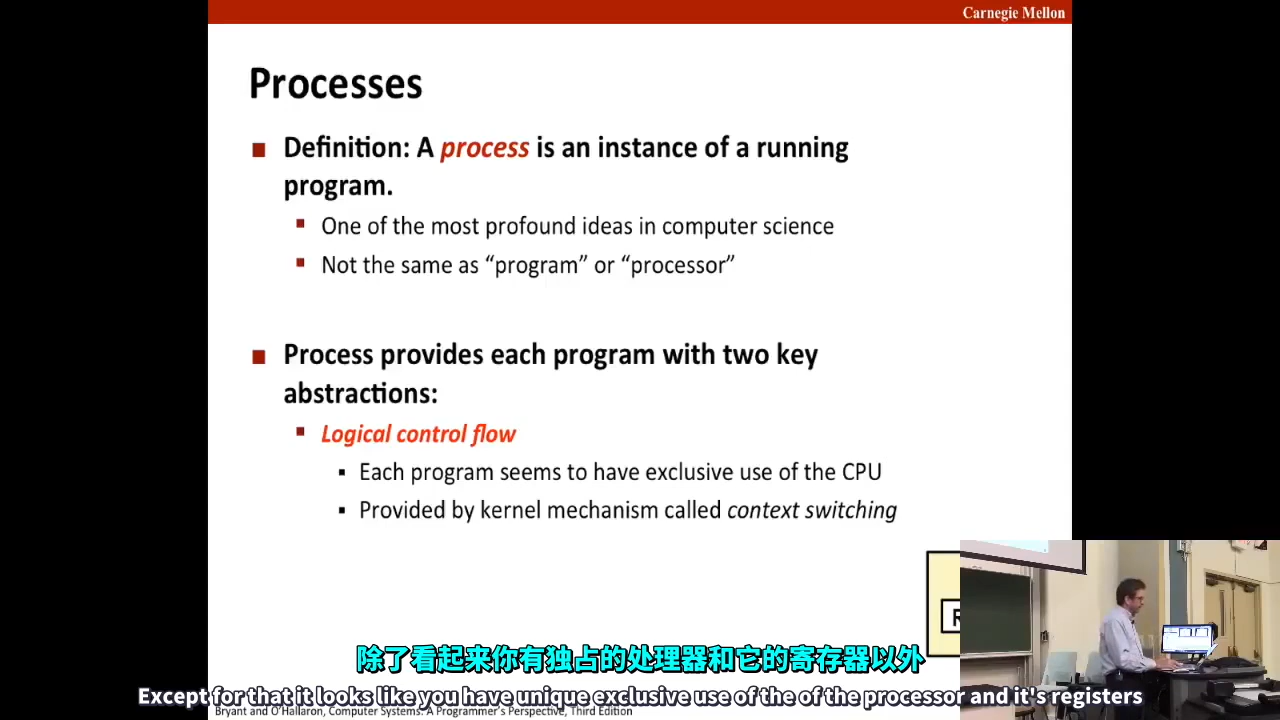 Carnegie Mellon
Processes
Definition: A process is an instance of a running
program.
One of the most profound ideas in computer science
Not the same as “program” or “processor”
Process provides each program with two key
abstractions:
Logical control flow
Each program seems to have exclusive use of the CPU
Provided by kernel mechanism called context switching
除了看起来你有独占的处理器和它的寄存器以外
Except for that it looks like you have unique exclusive use of the of the processor and it's registers
Bryant and O'Hallaron, Computer Systems: A Programmer's Perspective, Third Edition